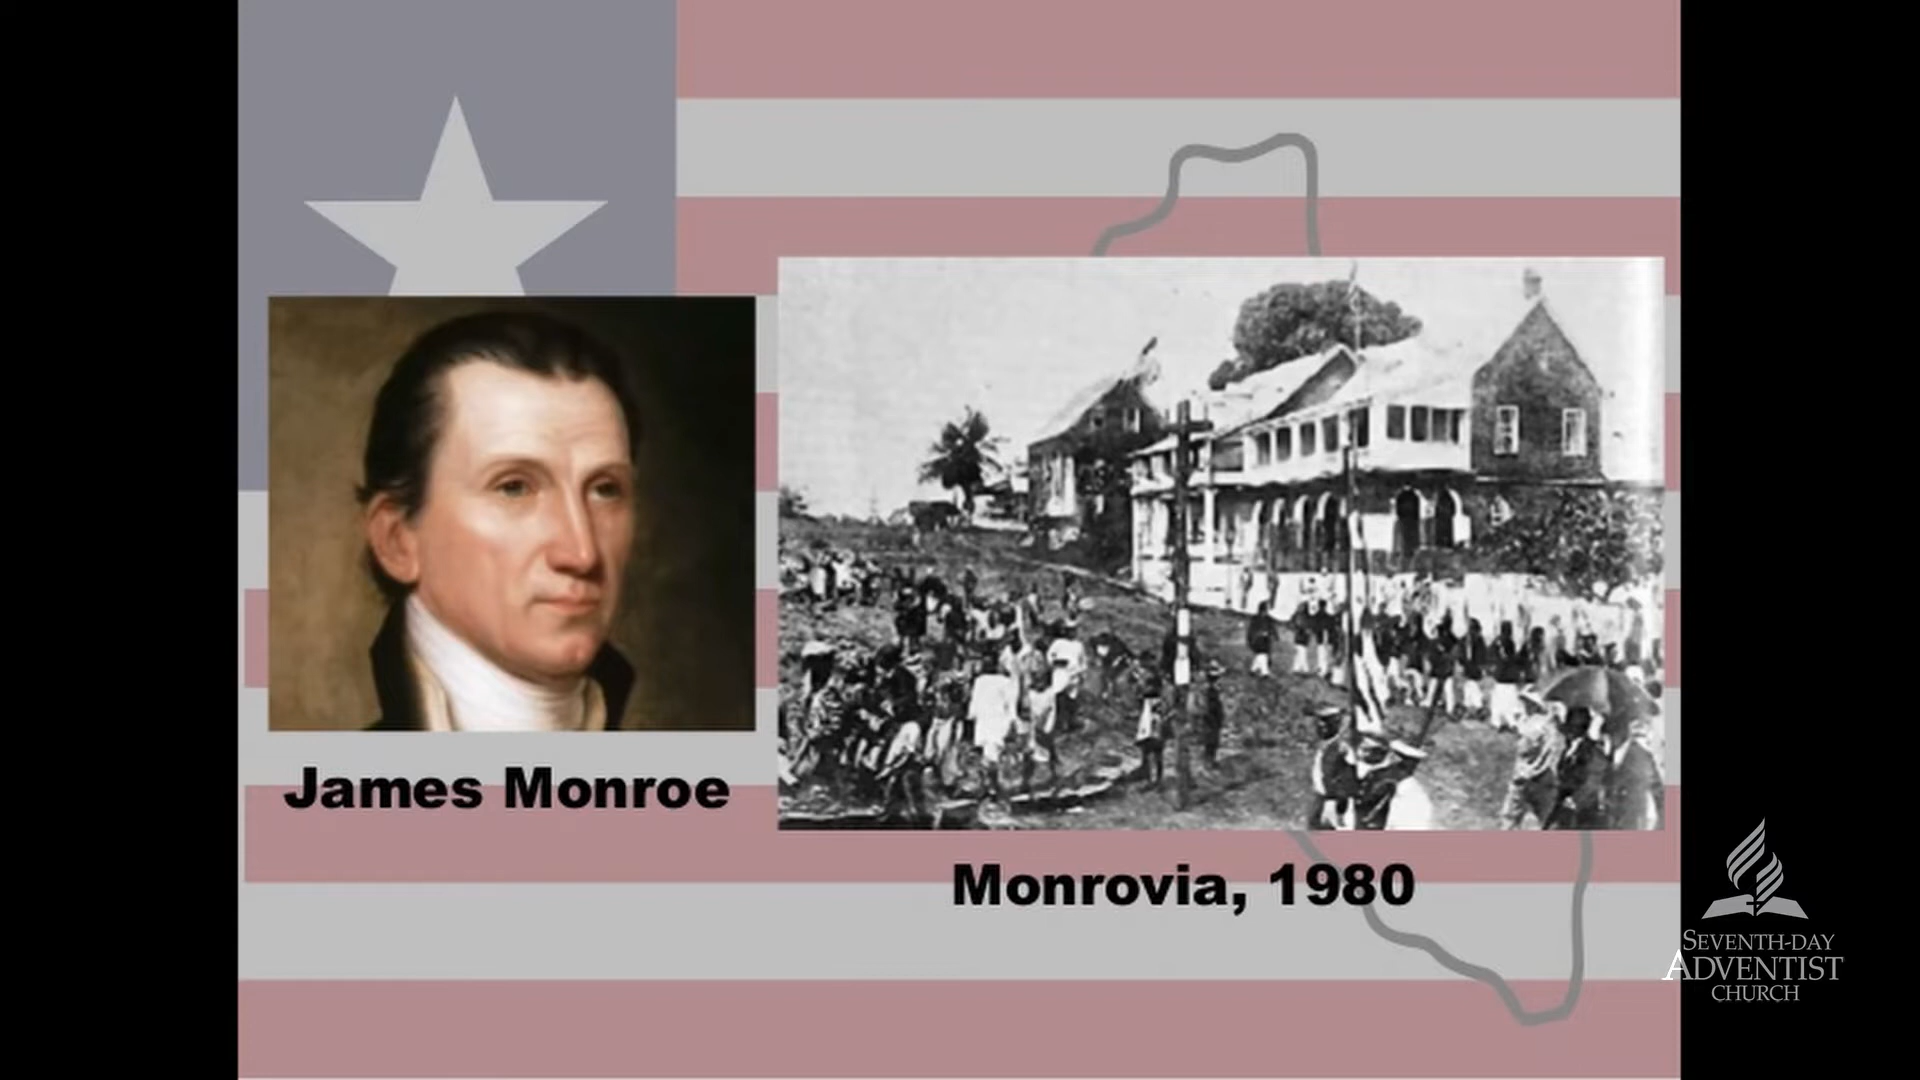 James Monroe
Monrovia, 1980
SEVENTH-DAY
ADVENTIST
CHURCH